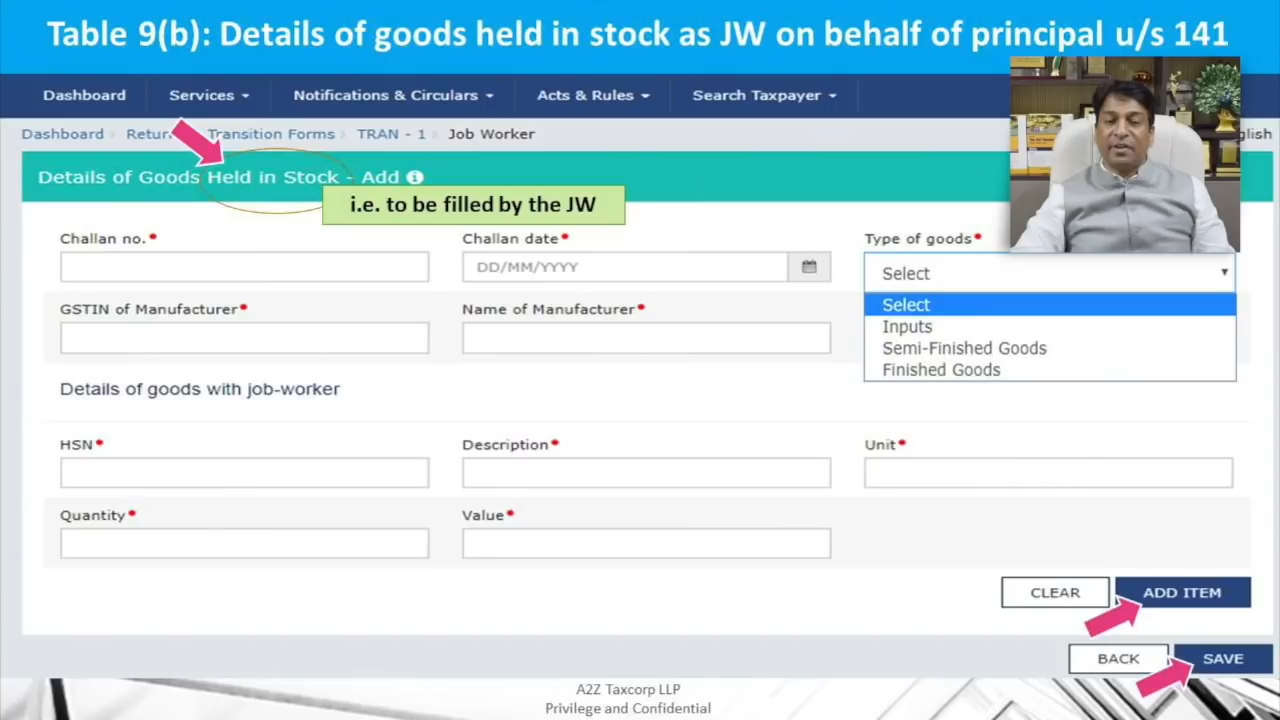 Table 9(b): Details of goods held in stock as JW on behalf of principal u/s 141
Dashboard Services Notifications & Circulars Acts & Rules Search Taxpayer
Dashboard Transition Forms TRAN - 1 Job Worker
Details of Goods Held in Stock - Add
i.e. to be filled by the JW
Challan no.* Challan date* Type of goods*
DD/MM/YYYY Select
GSTIN of Manufacturer* Name of Manufacturer* Select
Inputs
Semi-Finished Goods
Finished Goods
Details of goods with job-worker
HSN* Description* Unit*
Quantity* Value*
CLEAR ADD ITEM
BACK SAVE
A2Z Taxcorp LLP
Privilege and Confidential